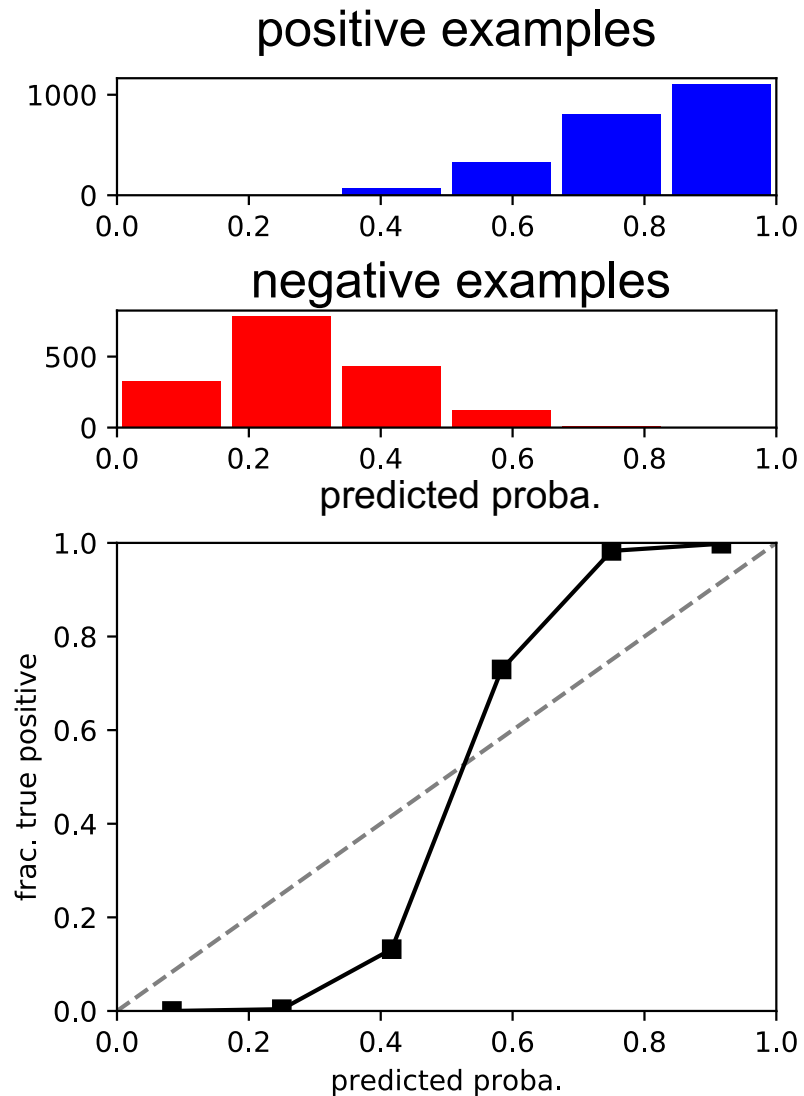 positive examples
1000
0
0.0 0.2 0.4 0.6 0.8 1.0
negative examples
500
0
0.0 0.2 0.4 0.6 0.8 1.0
predicted proba.
1.0
0.8
0.6
0.4
0.2
0.0
frac. true positive
0.0 0.2 0.4 0.6 0.8 1.0
predicted proba.